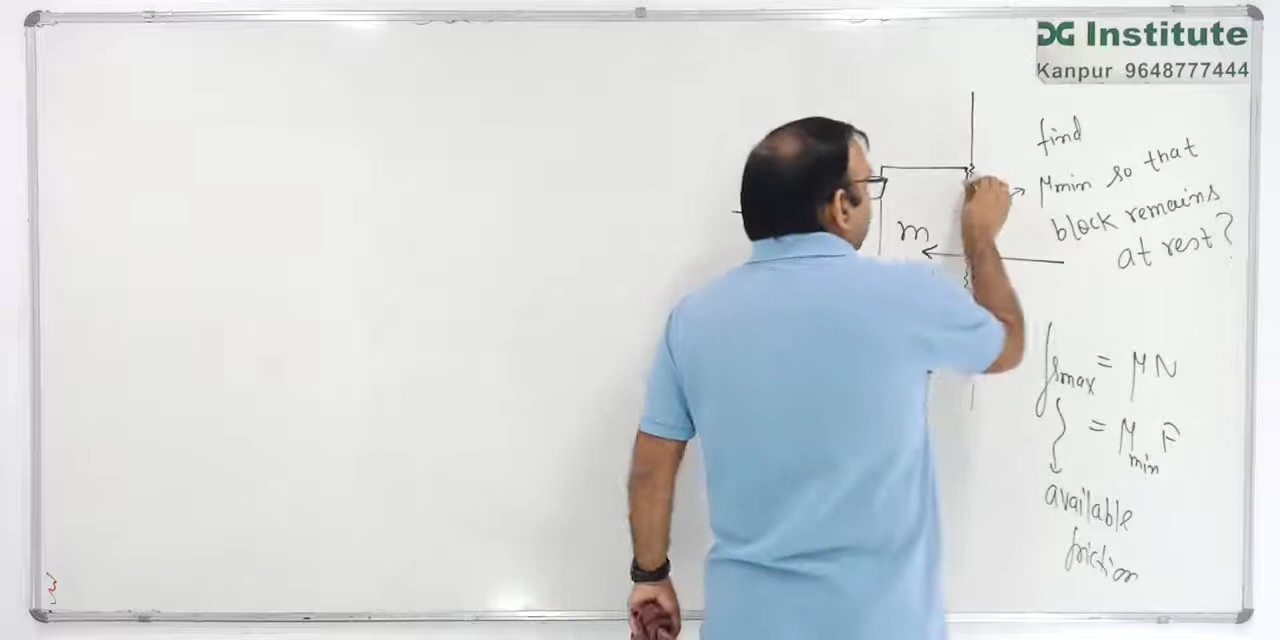 DG Institute
Kanpur 9648777444
find
μmin so that
block remains
at rest?
m
fsmax = μN
= μmin F
available
friction